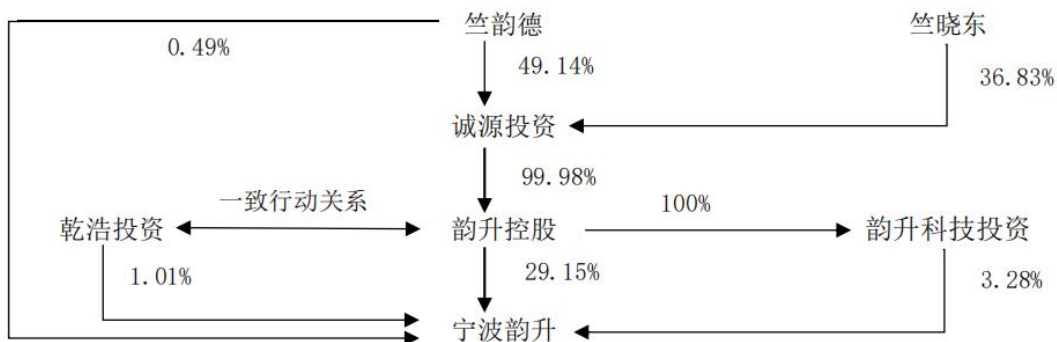 竺韵德
竺晓东
0.49%
49.14%
36.83%
诚源投资
99.98%
一致行动关系
100%
乾浩投资
韵升控股
韵升科技投资
1.01%
29.15%
3.28%
宁波韵升